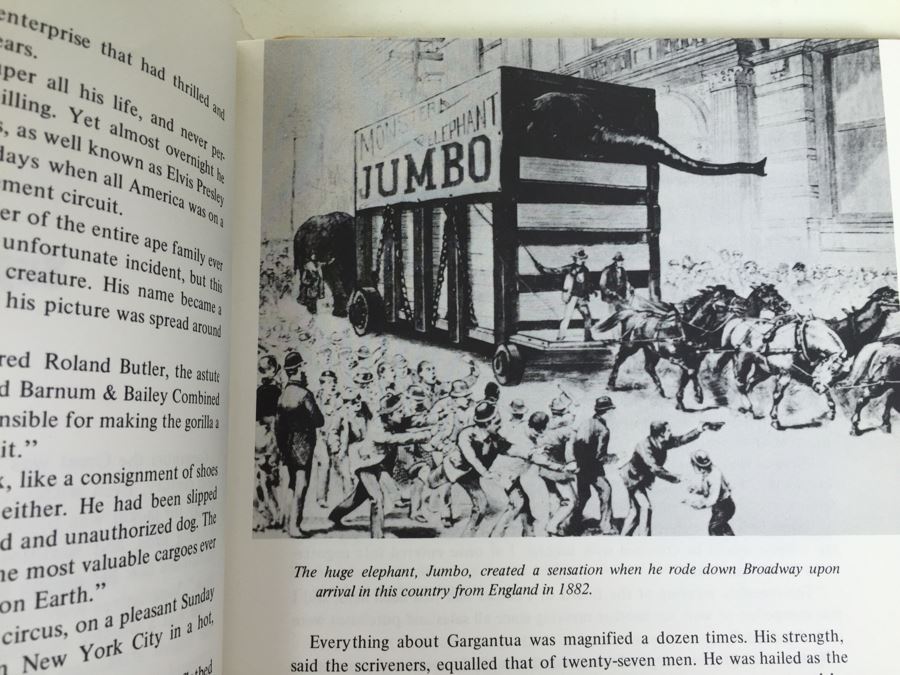 enterprise that had thrilled and
ears.
all his life, and never per-
illing. Yet almost overnight he
as well known as Elvis Presley
days when all America was on a
ement circuit.
er of the entire ape family ever
unfortunate incident, but this
creature. His name became a
his picture was spread around
red Roland Butler, the astute
d Barnum & Bailey Combined
nsible for making the gorilla a
it.”
like a consignment of shoes
either. He had been slipped
d and unauthorized dog. The
ne most valuable cargoes ever
on Earth.”
circus, on a pleasant Sunday
New York City in a hot,
MONSTER
ELEPHANT
JUMBO
The huge elephant, Jumbo, created a sensation when he rode down Broadway upon
arrival in this country from England in 1882.
Everything about Gargantua was magnified a dozen times. His strength,
said the scriveners, equalled that of twenty-seven men. He was hailed as the